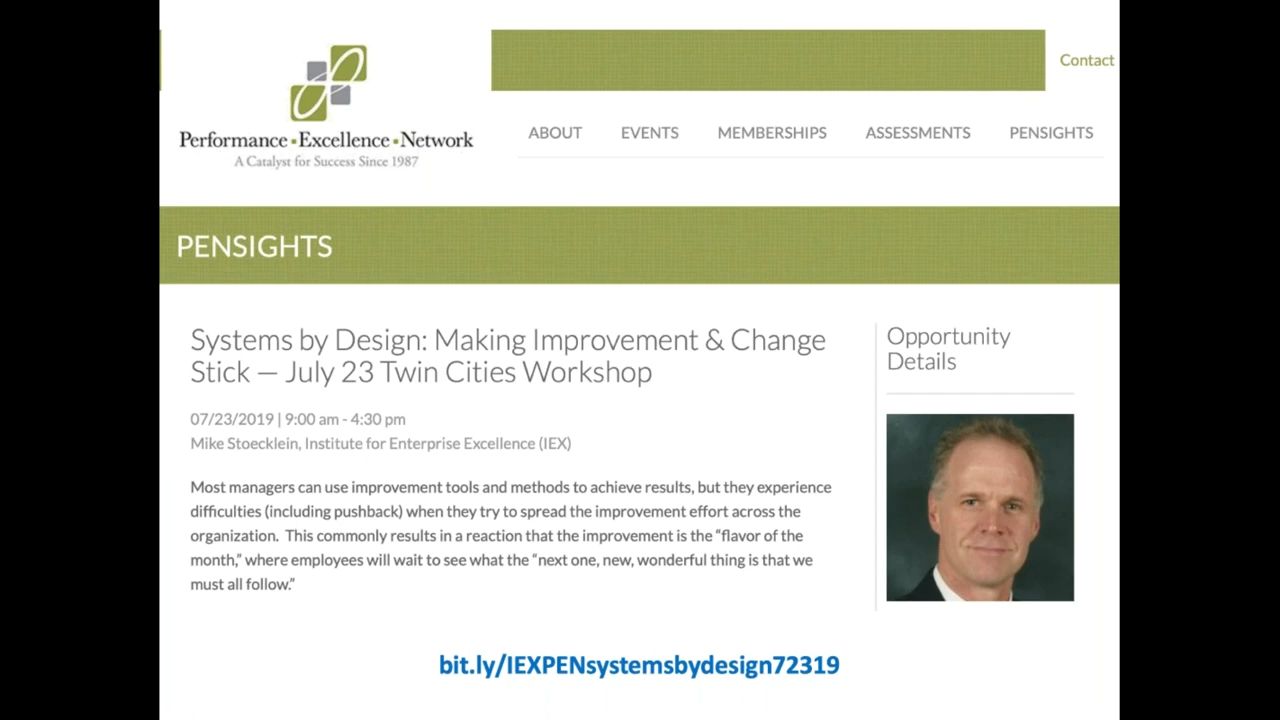 Contact
Performance▪Excellence▪Network
A Catalyst for Success Since 1987
ABOUT EVENTS MEMBERSHIPS ASSESSMENTS PENSIGHTS
PENSIGHTS
Systems by Design: Making Improvement & Change
Stick — July 23 Twin Cities Workshop
07/23/2019 | 9:00 am - 4:30 pm
Mike Stoecklein, Institute for Enterprise Excellence (IEX)
Most managers can use improvement tools and methods to achieve results, but they experience
difficulties (including pushback) when they try to spread the improvement effort across the
organization. This commonly results in a reaction that the improvement is the “flavor of the
month,” where employees will wait to see what the “next one, new, wonderful thing is that we
must all follow.”
Opportunity
Details
bit.ly/IEXPENsystemsbydesign72319